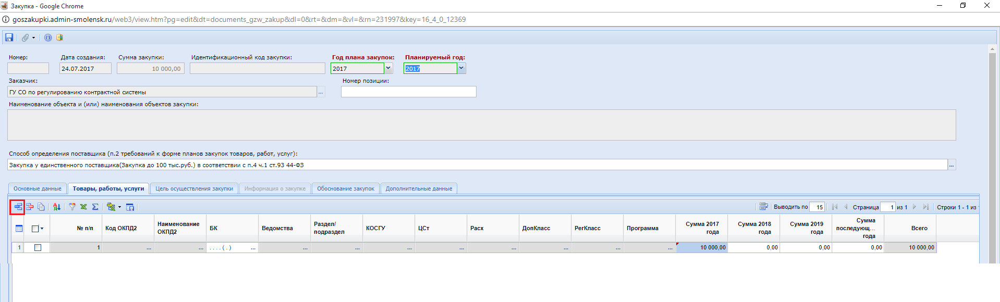 Закупка - Google Chrome
goszakupki.admin-smolensk.ru/web3/view.htm?pg=edit&dt=documents_gzw_zakup&dl=0&rt=&dm=&vl=&rn=231997&key=16_4_0_12369
Номер: Дата создания: Сумма закупки: Идентификационный код закупки: Год плана закупок: Планируемый год:
24.07.2017 10 000,00 2017 2017
Заказчик: Номер позиции:
ГУ СО по регулированию контрактной системы ...
Наименование объекта и (или) наименования объектов закупки:
Способ определения поставщика (п.2 требований к форме планов закупок товаров, работ, услуг):
Закупка у единственного поставщика(Закупка до 100 тыс.руб.) в соответствии с п.4 ч.1 ст.93 44-ФЗ ...
Основные данные Товары, работы, услуги Цель осуществления закупки Информация о закупке Обоснование закупок Дополнительные данные
Выводить по 15 Страница 1 из 1 Строки 1 - 1 из 1
№ п/п Код ОКПД2 Наименование ОКПД2 БК Ведомства Раздел/подраздел КОСГУ ЦСт Расх ДопКласс РегКласс Программа Сумма 2017 года Сумма 2018 года Сумма 2019 года Сумма последующ... года Всего
1 1 ... ... ....(.) ... ... ... ... ... ... ... ... ... 10 000,00 0,00 0,00 0,00 10 000,00